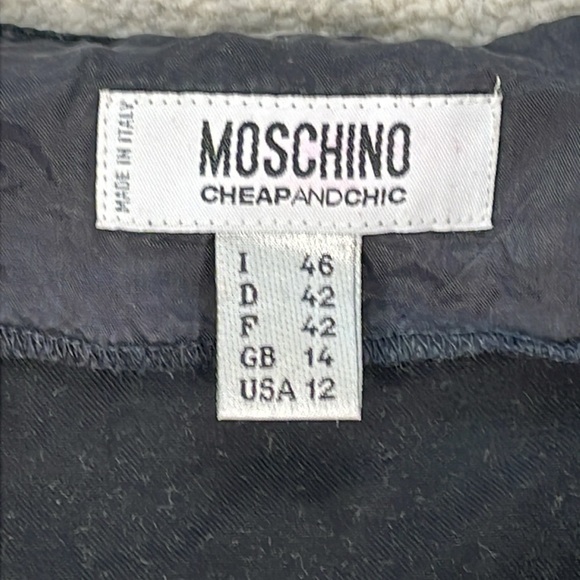 MADE IN ITALY
MOSCHINO
CHEAPANDCHIC
I 46
D 42
F 42
GB 14
USA 12